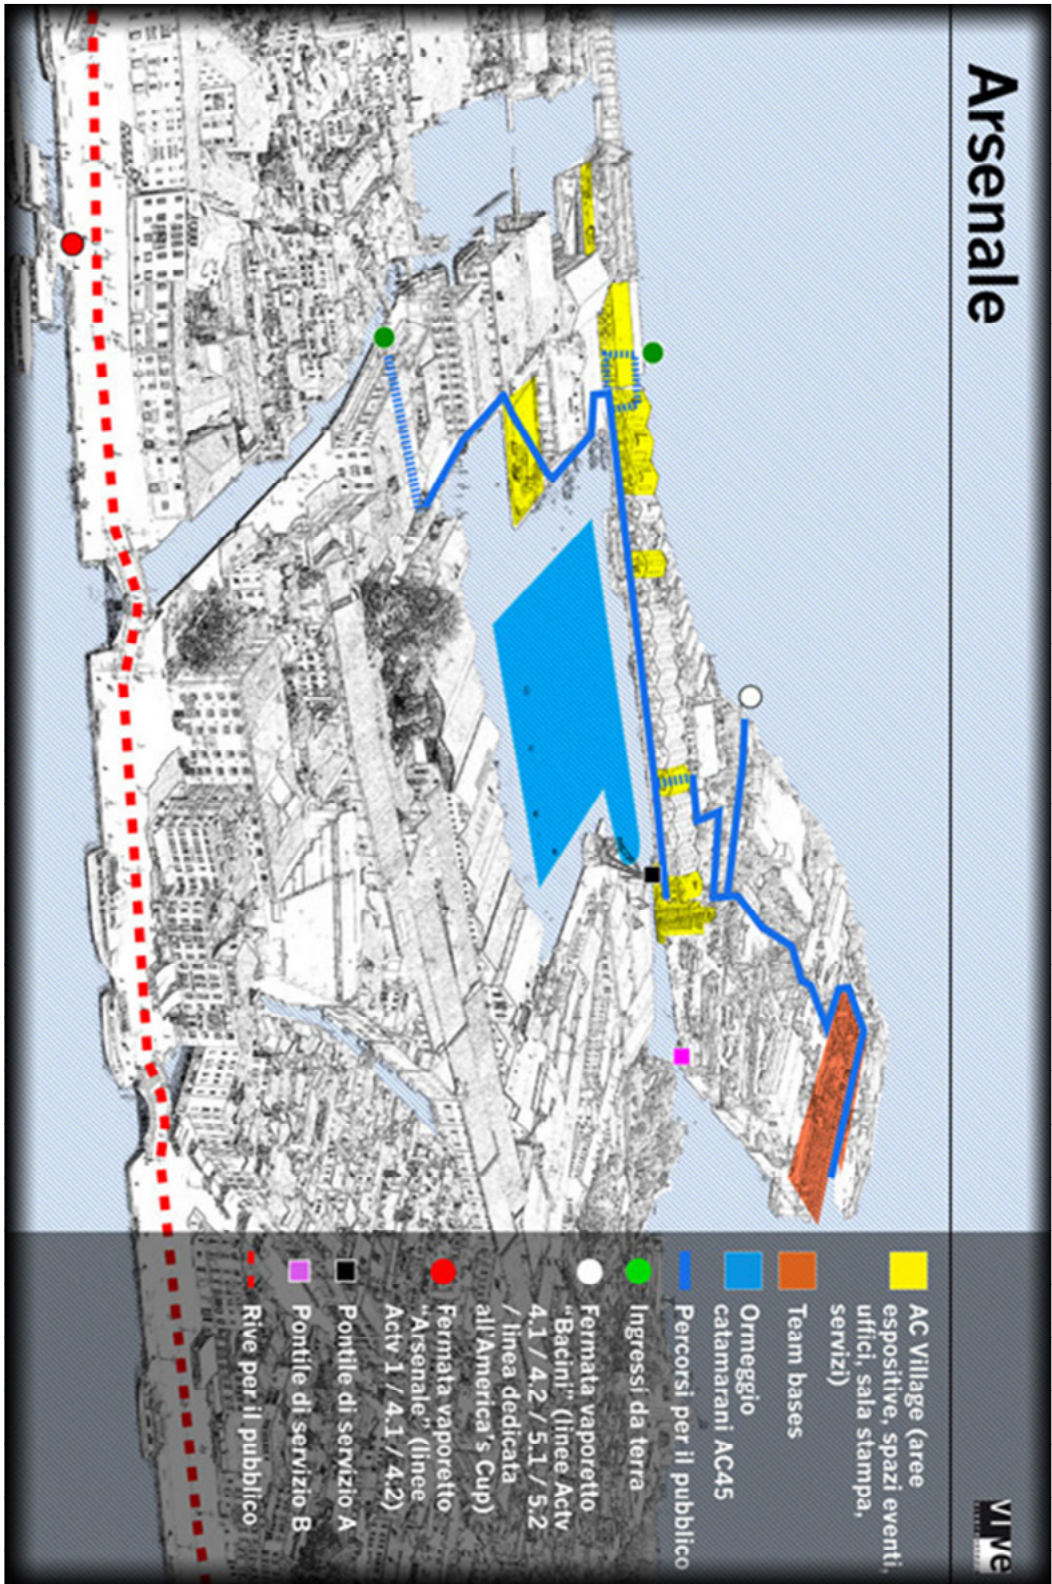 Arsenale
AC Village (aree
espositive, spazi eventi,
uffici, sala stampa,
servizi)
Team bases
Ormeggio
catamarani AC45
Percorsi per il pubblico
Ingressi da terra
Fermata vaporetto
"Bacini" (linee Actv
4.1 / 4.2 / 5.1 / 5.2
/ linea dedicata
all'America's Cup)
Fermata vaporetto
"Arsenale" (linee
Actv 1 / 4.1 / 4.2)
Pontile di servizio A
Pontile di servizio B
Rive per il pubblico